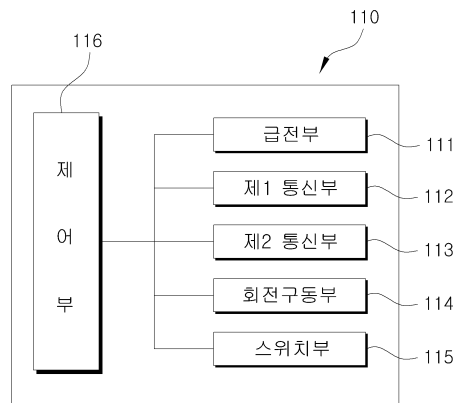 110
116
급전부
111
제
제1 통신부
112
어
제2 통신부
113
부
회전구동부
114
스위치부
115